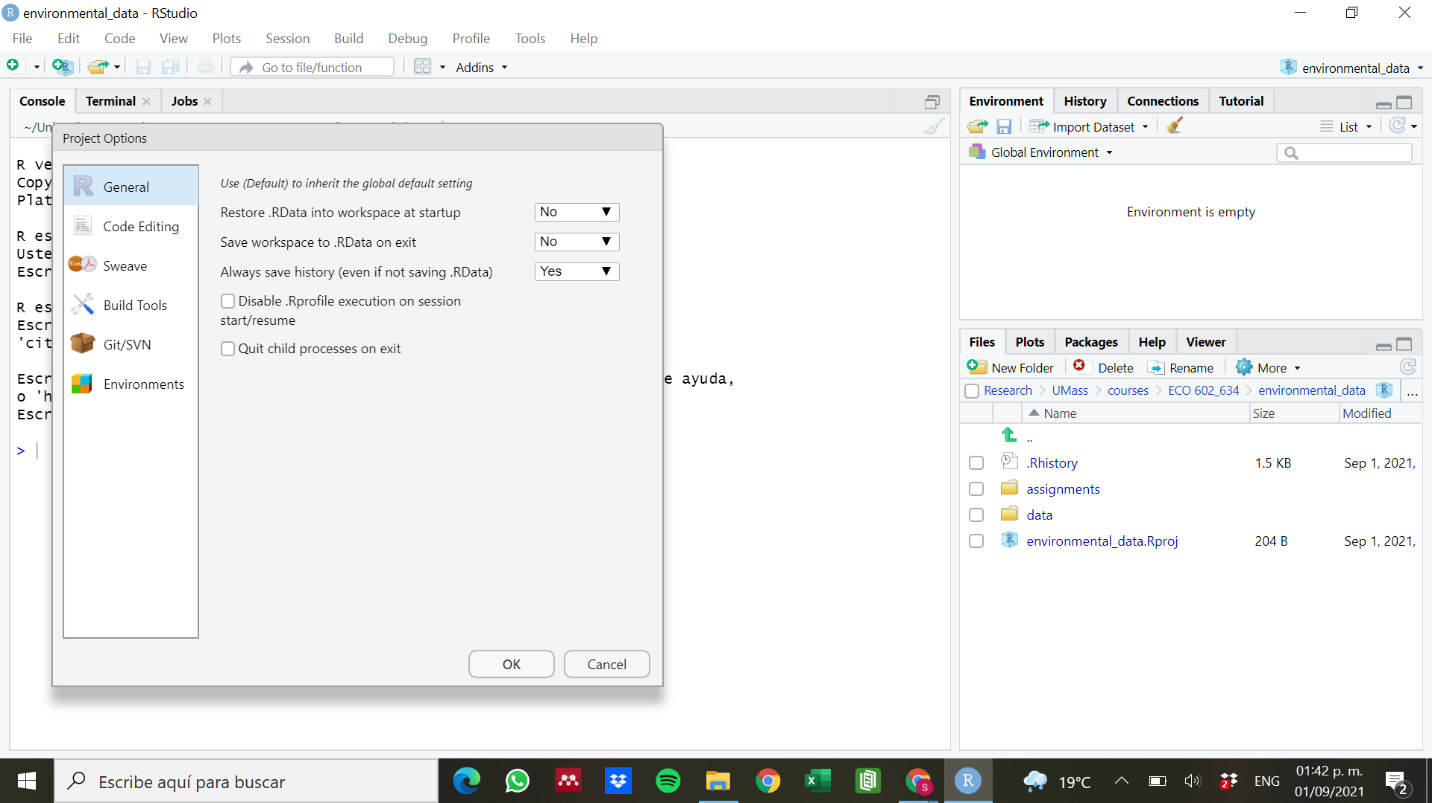 environmental_data - RStudio
File Edit Code View Plots Session Build Debug Profile Tools Help
Go to file/function Addins environmental_data
Console Terminal Jobs
~/Un
Project Options
R ve
Copy
Plat
R es
Uste
Escr
R es
Escr
'cit
Escr e ayuda,
o 'h
Escr
>
General
Code Editing
Sweave
Build Tools
Git/SVN
Environments
Use (Default) to inherit the global default setting
Restore .RData into workspace at startup No
Save workspace to .RData on exit No
Always save history (even if not saving .RData) Yes
Disable .Rprofile execution on session
start/resume
Quit child processes on exit
OK Cancel
Environment History Connections Tutorial
Import Dataset List
Global Environment
Environment is empty
Files Plots Packages Help Viewer
New Folder Delete Rename More
Research > UMass > courses > ECO 602_634 > environmental_data ...
Name Size Modified
..
.Rhistory 1.5 KB Sep 1, 2021,
assignments
data
environmental_data.Rproj 204 B Sep 1, 2021,
Escribe aquí para buscar
19°C ENG 01:42 p. m.
01/09/2021 2